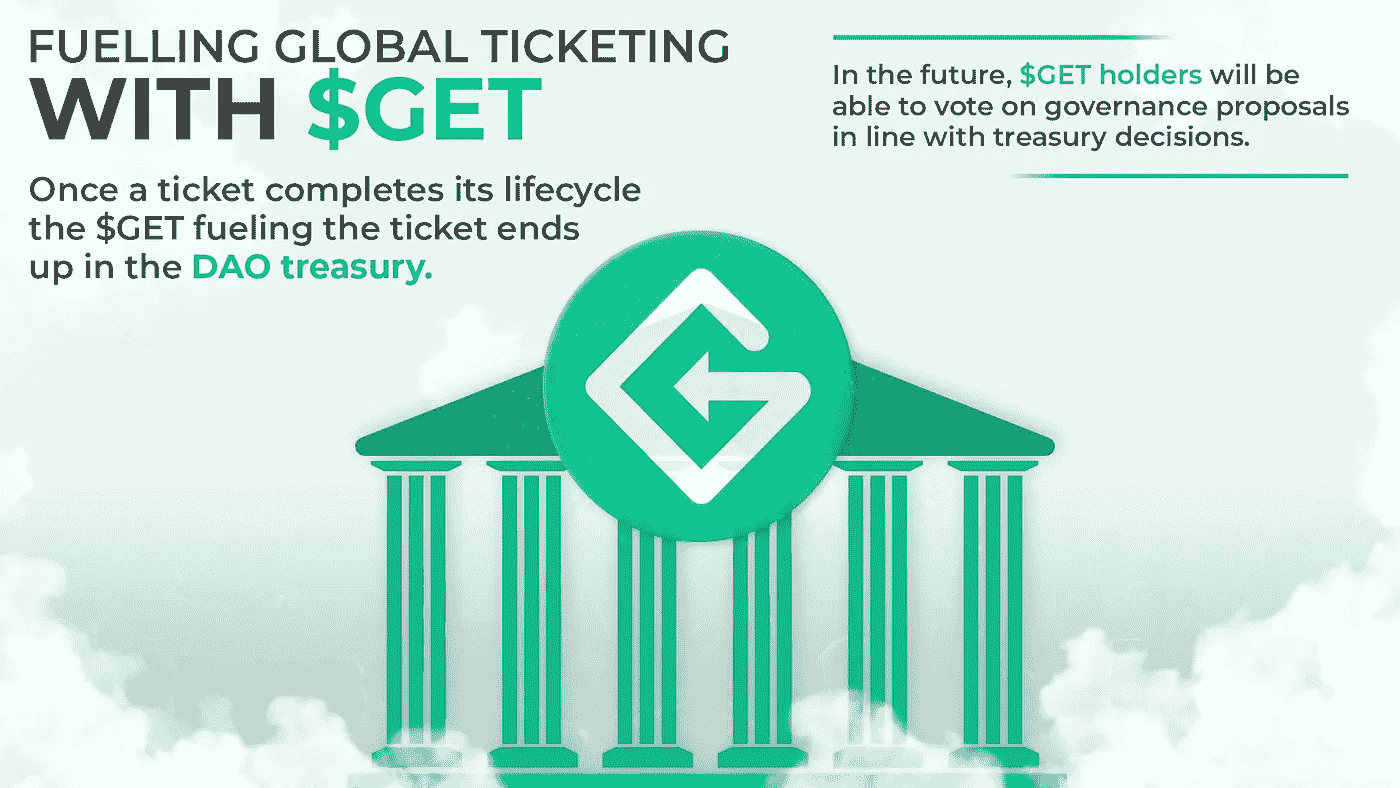 FUELLING GLOBAL TICKETING
WITH $GET
Once a ticket completes its lifecycle
the $GET fueling the ticket ends
up in the DAO treasury.
In the future, $GET holders will be
able to vote on governance proposals
in line with treasury decisions.